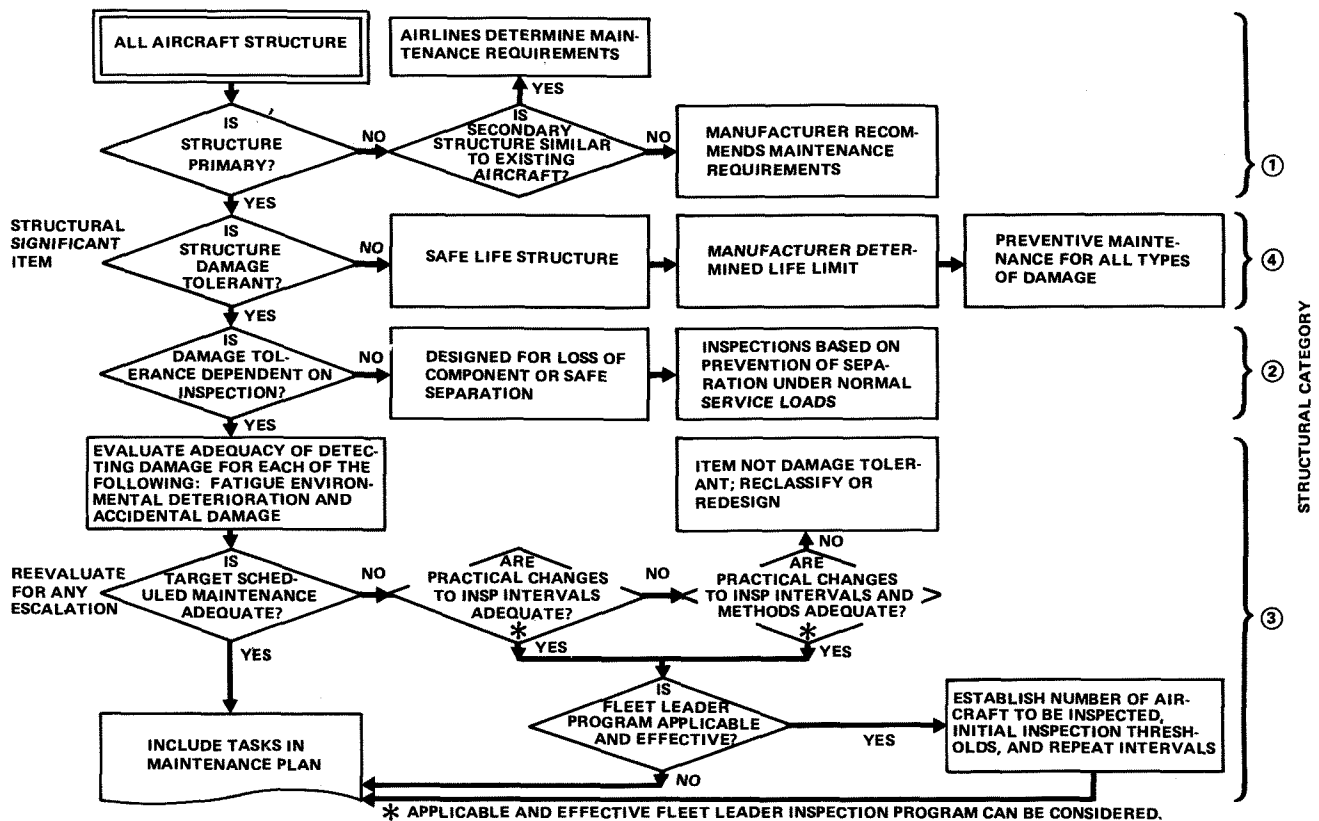 ALL AIRCRAFT STRUCTURE
AIRLINES DETERMINE MAIN-
TENANCE REQUIREMENTS
YES
IS
STRUCTURE
PRIMARY?
NO
IS
SECONDARY
STRUCTURE SIMILAR
TO EXISTING
AIRCRAFT?
NO
MANUFACTURER RECOM-
MENDS MAINTENANCE
REQUIREMENTS
①
YES
STRUCTURAL
SIGNIFICANT
ITEM
IS
STRUCTURE
DAMAGE
TOLERANT?
NO
SAFE LIFE STRUCTURE
MANUFACTURER DETER-
MINED LIFE LIMIT
PREVENTIVE MAINTE-
NANCE FOR ALL TYPES
OF DAMAGE
④
YES
IS
DAMAGE TOL-
ERANCE DEPENDENT ON
INSPECTION?
NO
DESIGNED FOR LOSS OF
COMPONENT OR SAFE
SEPARATION
INSPECTIONS BASED ON
PREVENTION OF SEPA-
RATION UNDER NORMAL
SERVICE LOADS
②
STRUCTURAL CATEGORY
YES
EVALUATE ADEQUACY OF DETEC-
TING DAMAGE FOR EACH OF THE
FOLLOWING: FATIGUE ENVIRON-
MENTAL DETERIORATION AND
ACCIDENTAL DAMAGE
ITEM NOT DAMAGE TOLER-
ANT; RECLASSIFY OR
REDESIGN
NO
REEVALUATE
FOR ANY
ESCALATION
IS
TARGET SCHED-
ULED MAINTENANCE
ADEQUATE?
NO
ARE
PRACTICAL CHANGES
TO INSP INTERVALS
ADEQUATE?
*
NO
ARE
PRACTICAL CHANGES
TO INSP INTERVALS AND
METHODS ADEQUATE?
*
③
YES
YES
YES
IS
FLEET LEADER
PROGRAM APPLICABLE
AND EFFECTIVE?
YES
ESTABLISH NUMBER OF AIR-
CRAFT TO BE INSPECTED,
INITIAL INSPECTION THRESH-
OLDS, AND REPEAT INTERVALS
INCLUDE TASKS IN
MAINTENANCE PLAN
NO
* APPLICABLE AND EFFECTIVE FLEET LEADER INSPECTION PROGRAM CAN BE CONSIDERED.